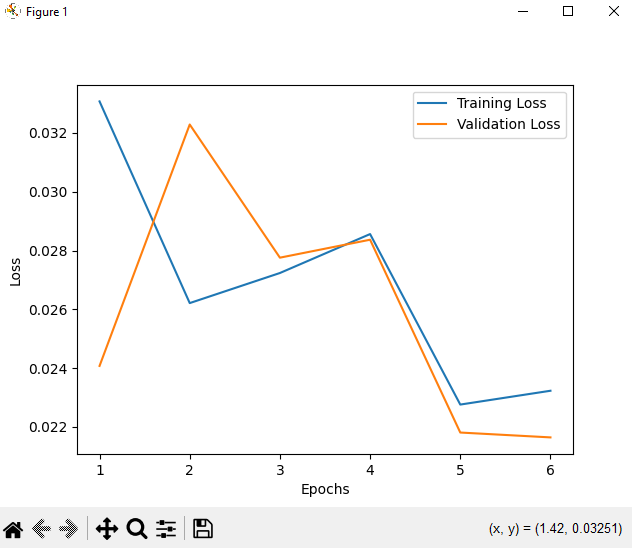 Figure 1
Training Loss
Validation Loss
0.032
0.030
0.028
0.026
0.024
0.022
Loss
1 2 3 4 5 6
Epochs
(x, y) = (1.42, 0.03251)